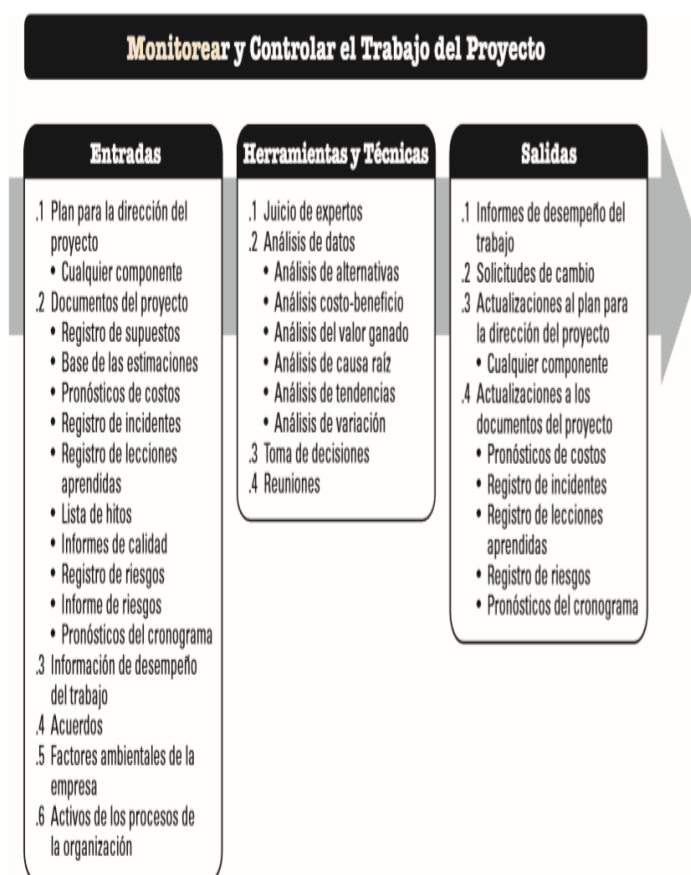 Monitorear y Controlar el Trabajo del Proyecto
Entradas
.1 Plan para la dirección del
proyecto
• Cualquier componente
.2 Documentos del proyecto
• Registro de supuestos
• Base de las estimaciones
• Pronósticos de costos
• Registro de incidentes
• Registro de lecciones
aprendidas
• Lista de hitos
• Informes de calidad
• Registro de riesgos
• Informe de riesgos
• Pronósticos del cronograma
.3 Información de desempeño
del trabajo
.4 Acuerdos
.5 Factores ambientales de la
empresa
.6 Activos de los procesos de
la organización
Herramientas y Técnicas
.1 Juicio de expertos
.2 Análisis de datos
• Análisis de alternativas
• Análisis costo-beneficio
• Análisis del valor ganado
• Análisis de causa raíz
• Análisis de tendencias
• Análisis de variación
.3 Toma de decisiones
.4 Reuniones
Salidas
.1 Informes de desempeño del
trabajo
.2 Solicitudes de cambio
.3 Actualizaciones al plan para
la dirección del proyecto
• Cualquier componente
.4 Actualizaciones a los
documentos del proyecto
• Pronósticos de costos
• Registro de incidentes
• Registro de lecciones
aprendidas
• Registro de riesgos
• Pronósticos del cronograma